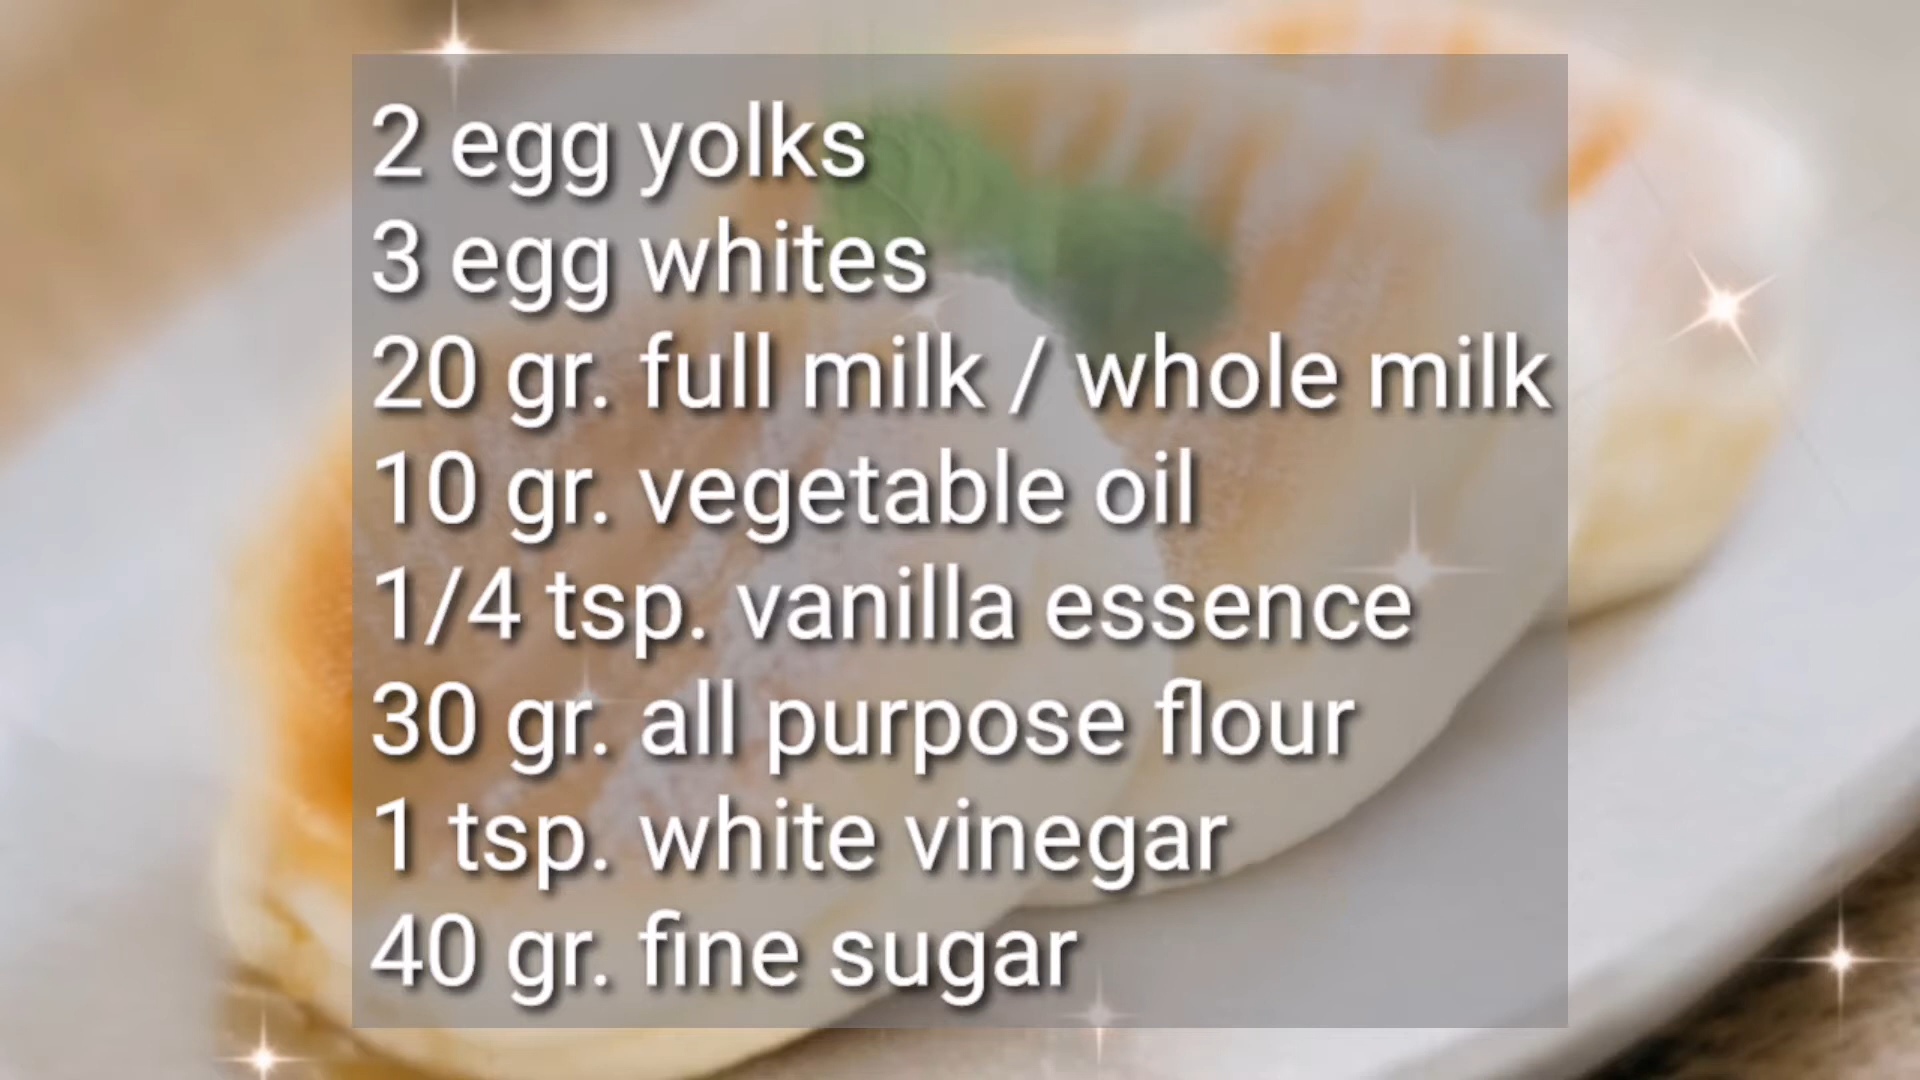 2 egg yolks
3 egg whites
20 gr. full milk / whole milk
10 gr. vegetable oil
1/4 tsp. vanilla essence
30 gr. all purpose flour
1 tsp. white vinegar
40 gr. fine sugar